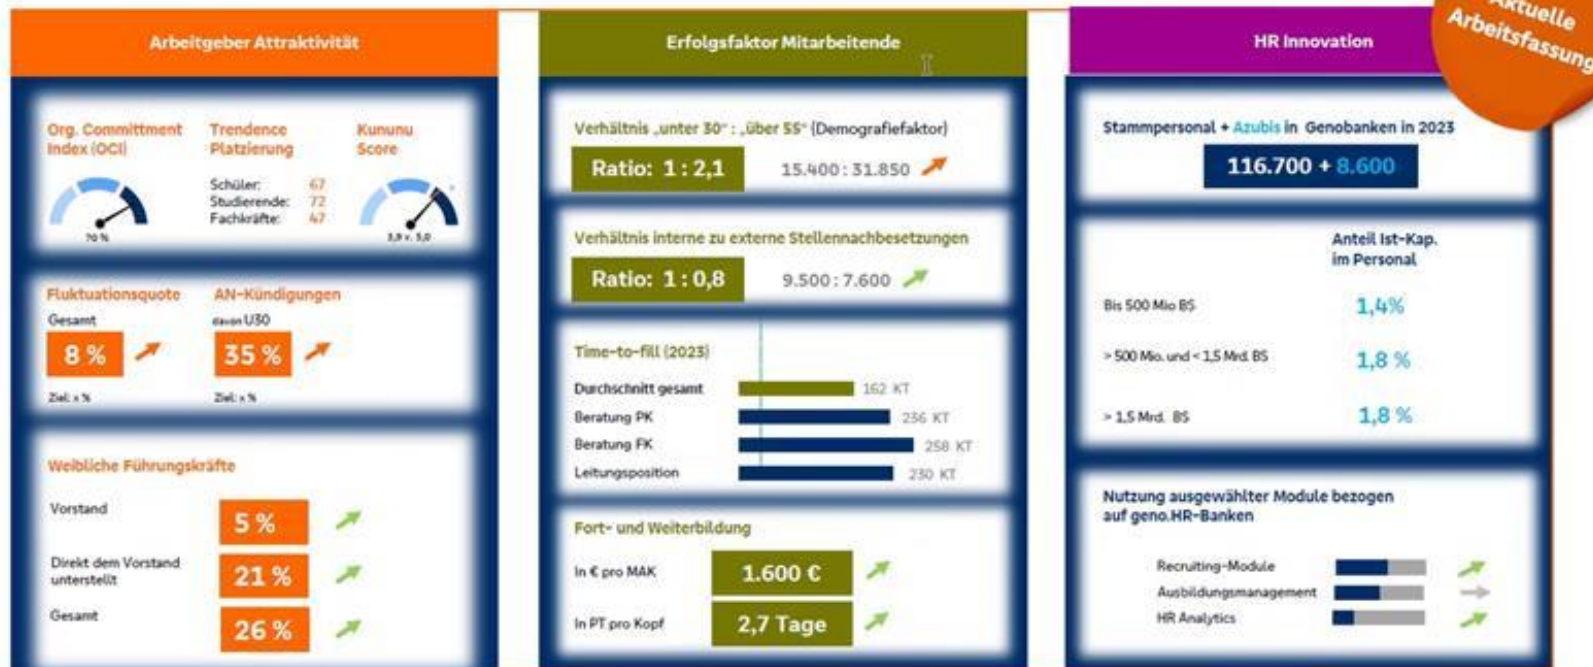 Aktuelle
Arbeitsfassung
Arbeitgeber Attraktivität
Org. Committment
Index (OCI)
70 %
Trendence
Platzierung
Schüler: 67
Studierende: 72
Fachkräfte: 47
Kununu
Score
3,9 v. 5,0
Fluktuationsquote
Gesamt
8 %
Ziel: x %
AN-Kündigungen
davon U30
35 %
Ziel: x %
Weibliche Führungskräfte
Vorstand
5 %
Direkt dem Vorstand
unterstellt
21 %
Gesamt
26 %
Erfolgsfaktor Mitarbeitende
Verhältnis „unter 30“ : „über 55“ (Demografiefaktor)
Ratio: 1 : 2,1 15.400 : 31.850
Verhältnis interne zu externe Stellennachbesetzungen
Ratio: 1 : 0,8 9.500 : 7.600
Time-to-fill (2023)
Durchschnitt gesamt 162 KT
Beratung PK 236 KT
Beratung FK 258 KT
Leitungsposition 230 KT
Fort- und Weiterbildung
In € pro MAK 1.600 €
In PT pro Kopf 2,7 Tage
HR Innovation
Stammpersonal + Azubis in Genobanken in 2023
116.700 + 8.600
Anteil Ist-Kap.
im Personal
Bis 500 Mio BS 1,4%
> 500 Mio. und < 1,5 Mrd. BS 1,8 %
> 1,5 Mrd. BS 1,8 %
Nutzung ausgewählter Module bezogen
auf geno.HR-Banken
Recruiting-Module
Ausbildungsmanagement
HR Analytics